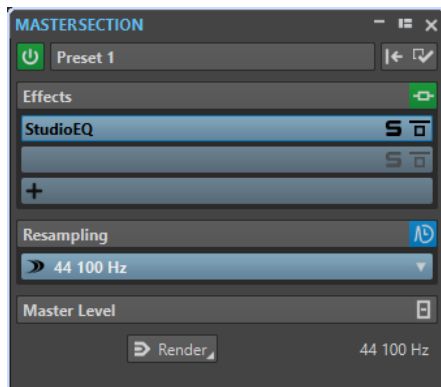 MASTERSECTION
Preset 1
Effects
StudioEQ S
S
Resampling
44 100 Hz
Master Level
Render 44 100 Hz